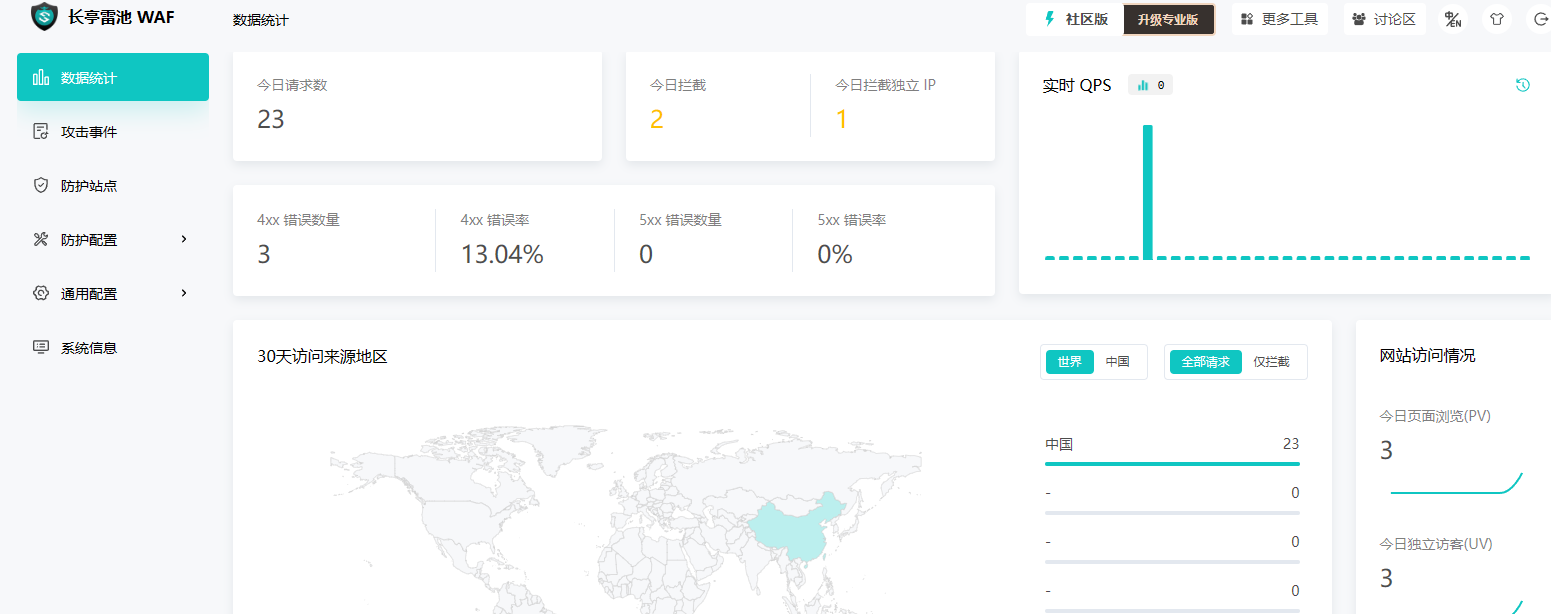 长亭雷池 WAF
数据统计
社区版
升级专业版
更多工具
讨论区
中/EN
数据统计
攻击事件
防护站点
防护配置
通用配置
系统信息
今日请求数
23
今日拦截
2
今日拦截独立 IP
1
实时 QPS
0
4xx 错误数量
3
4xx 错误率
13.04%
5xx 错误数量
0
5xx 错误率
0%
30天访问来源地区
世界
中国
全部请求
仅拦截
中国 23
- 0
- 0
- 0
网站访问情况
今日页面浏览(PV)
3
今日独立访客(UV)
3